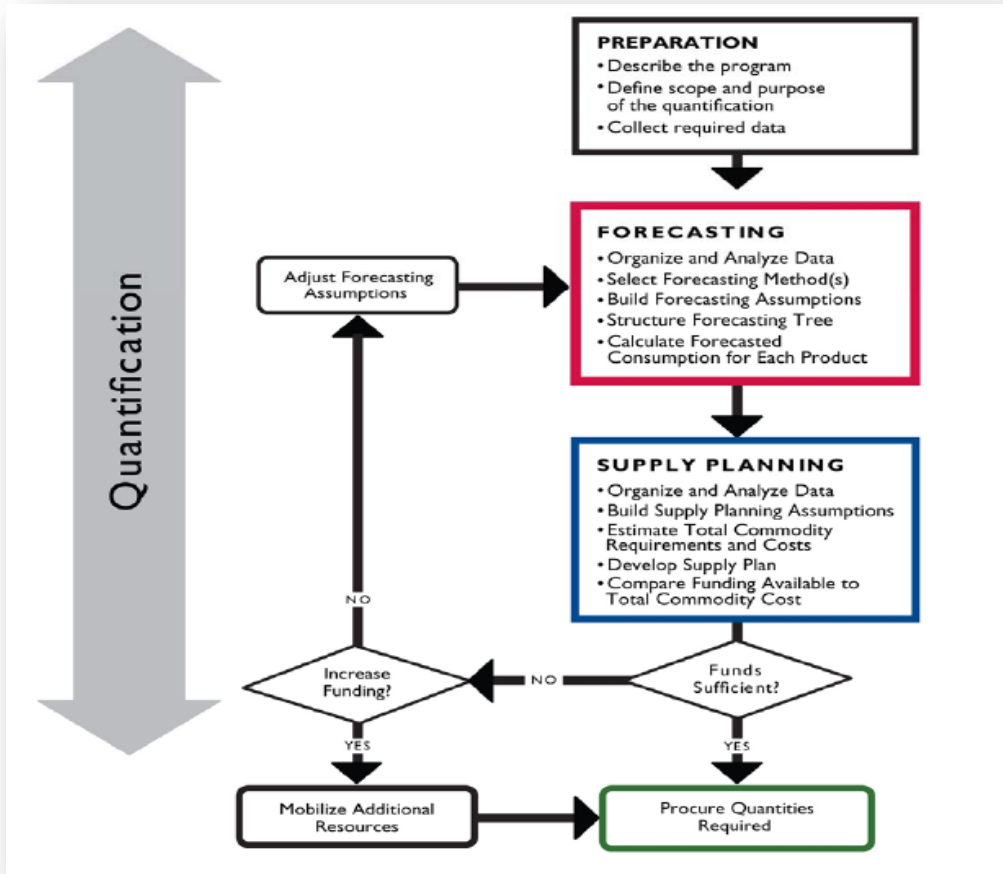 Quantification
PREPARATION
• Describe the program
• Define scope and purpose
of the quantification
• Collect required data
FORECASTING
• Organize and Analyze Data
• Select Forecasting Method(s)
• Build Forecasting Assumptions
• Structure Forecasting Tree
• Calculate Forecasted
Consumption for Each Product
Adjust Forecasting
Assumptions
SUPPLY PLANNING
• Organize and Analyze Data
• Build Supply Planning Assumptions
• Estimate Total Commodity
Requirements and Costs
• Develop Supply Plan
• Compare Funding Available to
Total Commodity Cost
Funds
Sufficient?
NO
Increase
Funding?
NO
YES
YES
Mobilize Additional
Resources
Procure Quantities
Required